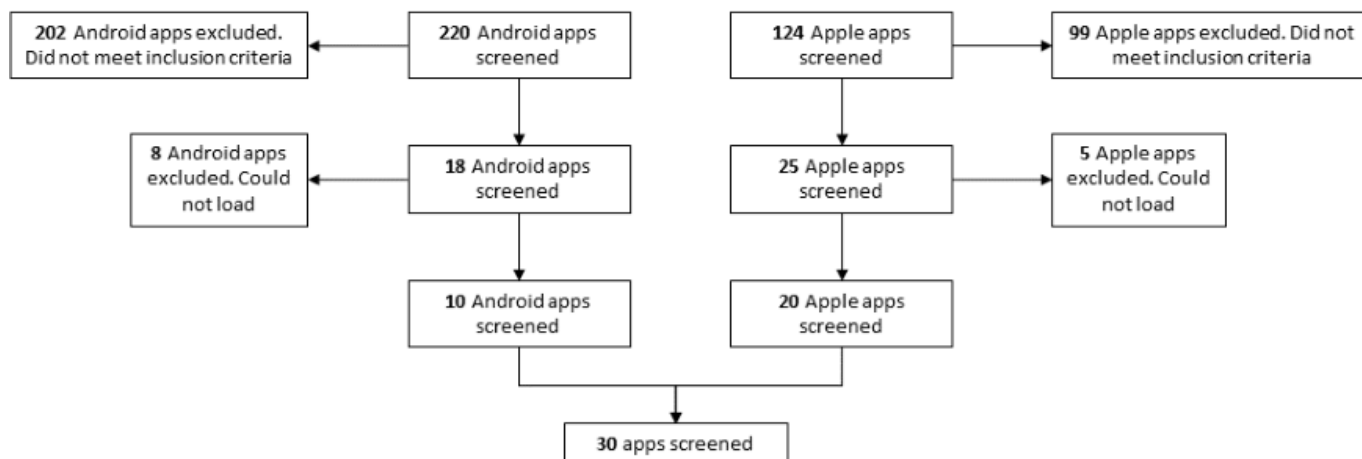 202 Android apps excluded.
Did not meet inclusion criteria
220 Android apps
screened
124 Apple apps
screened
99 Apple apps excluded. Did not
meet inclusion criteria
8 Android apps
excluded. Could
not load
18 Android apps
screened
25 Apple apps
screened
5 Apple apps
excluded. Could
not load
10 Android apps
screened
20 Apple apps
screened
30 apps screened